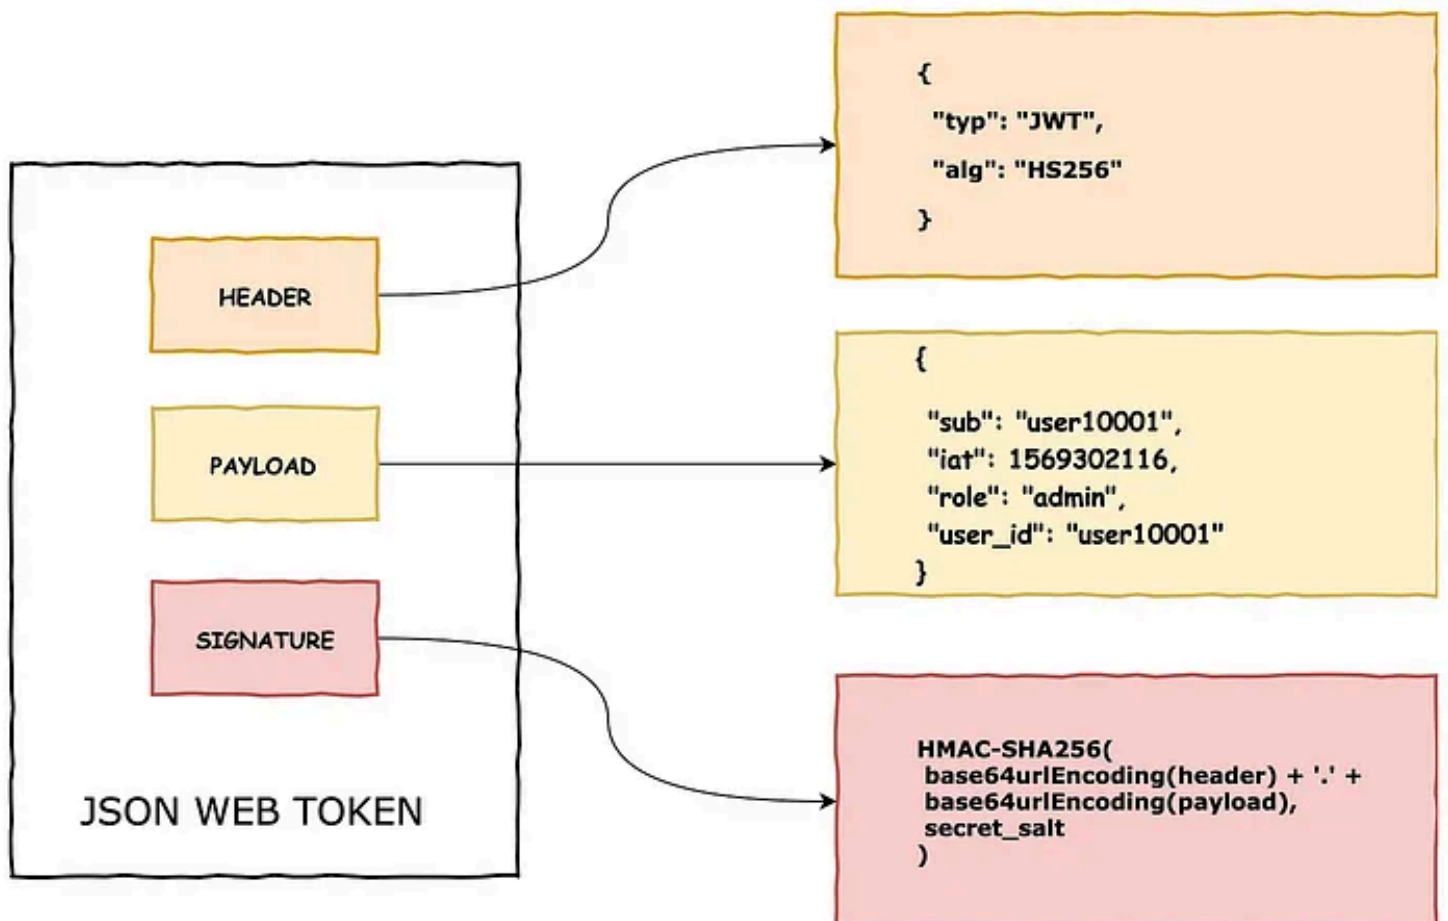 HEADER
PAYLOAD
SIGNATURE
JSON WEB TOKEN
{
"typ": "JWT",
"alg": "HS256"
}
{
"sub": "user10001",
"iat": 1569302116,
"role": "admin",
"user_id": "user10001"
}
HMAC-SHA256(
base64urlEncoding(header) + '.' +
base64urlEncoding(payload),
secret_salt
)